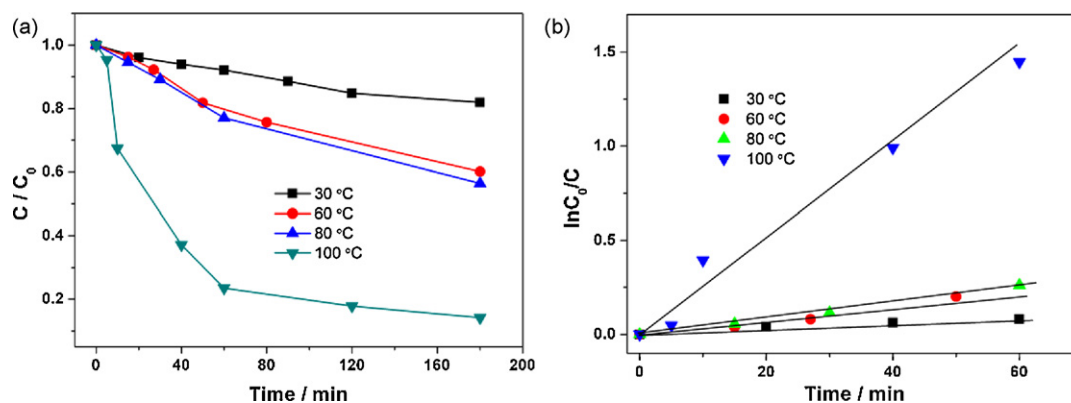 (a)
1.0
0.8
0.6
0.4
0.2
C / C₀
30 °C
60 °C
80 °C
100 °C
0 40 80 120 160 200
Time / min
(b)
1.5
1.0
0.5
0.0
lnC₀/C
30 °C
60 °C
80 °C
100 °C
0 20 40 60
Time / min